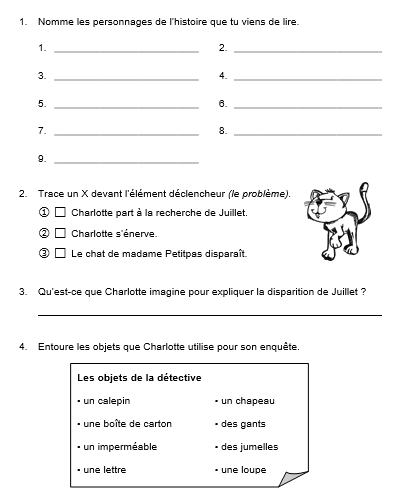 1. Nomme les personnages de l'histoire que tu viens de lire.
1. 2.
3. 4.
5. 6.
7. 8.
9.
2. Trace un X devant l'élément déclencheur (le problème).
① □ Charlotte part à la recherche de Juillet.
② □ Charlotte s'énerve.
③ □ Le chat de madame Petitpas disparaît.
3. Qu'est-ce que Charlotte imagine pour expliquer la disparition de Juillet ?
4. Entoure les objets que Charlotte utilise pour son enquête.
Les objets de la détective
• un calepin • un chapeau
• une boîte de carton • des gants
• un imperméable • des jumelles
• une lettre • une loupe